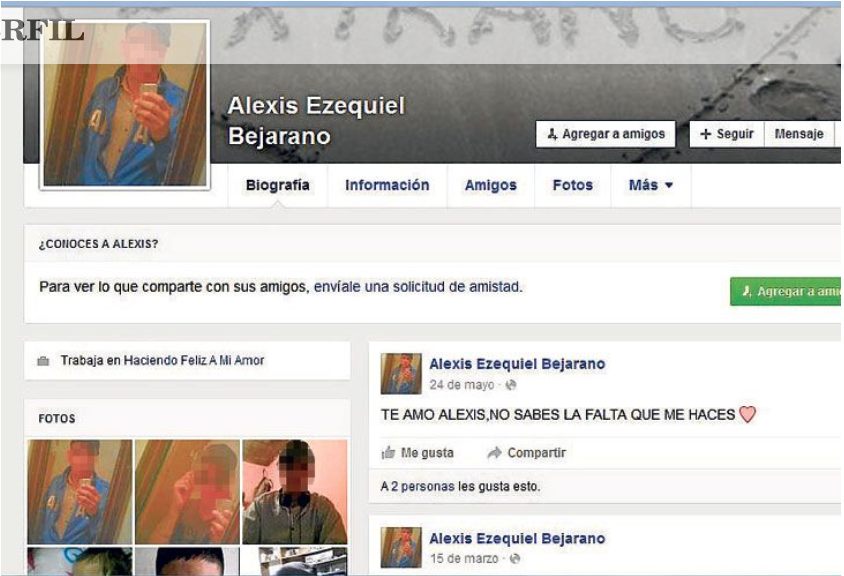 RFIL
Alexis Ezequiel
Bejarano
Agregar a amigos
+ Seguir
Mensaje
Biografía
Información
Amigos
Fotos
Más
¿CONOCES A ALEXIS?
Para ver lo que comparte con sus amigos, envíale una solicitud de amistad.
Agregar a ami
Trabaja en Haciendo Feliz A Mi Amor
FOTOS
Alexis Ezequiel Bejarano
24 de mayo ·
TE AMO ALEXIS,NO SABES LA FALTA QUE ME HACES
Me gusta
Compartir
A 2 personas les gusta esto.
Alexis Ezequiel Bejarano
15 de marzo ·